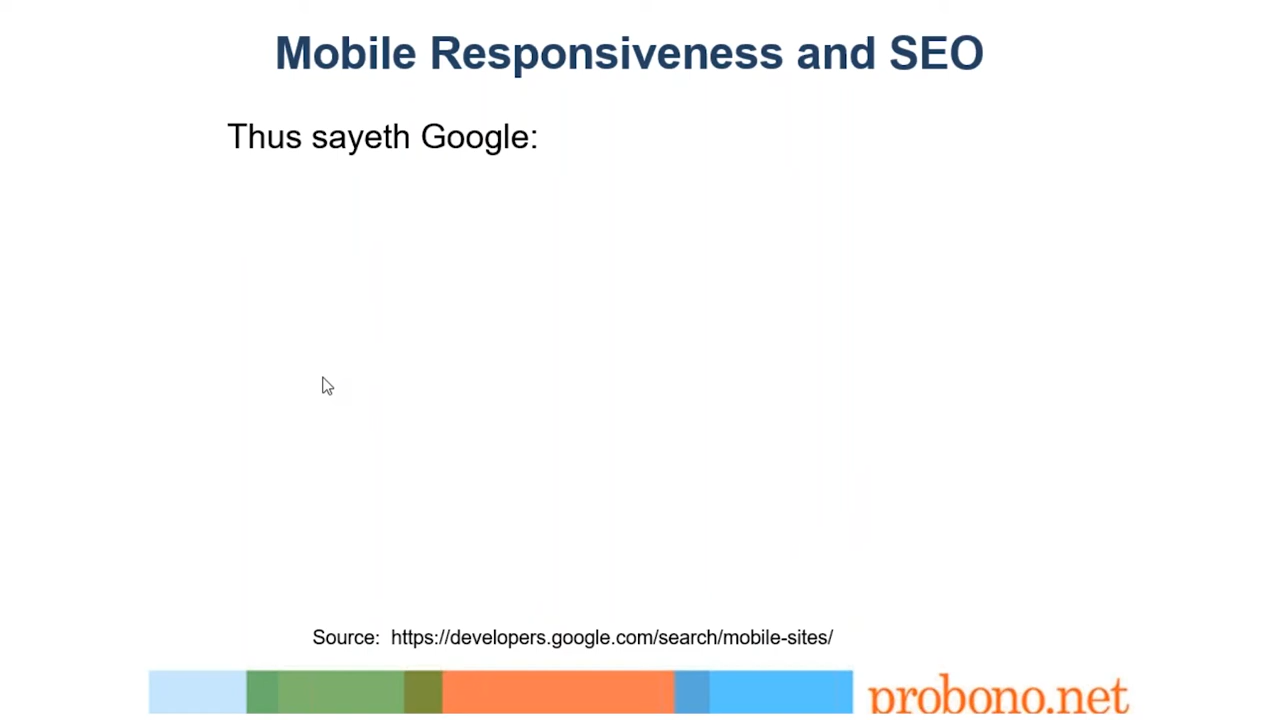 Mobile Responsiveness and SEO
Thus sayeth Google:
Source: https://developers.google.com/search/mobile-sites/
probono.net